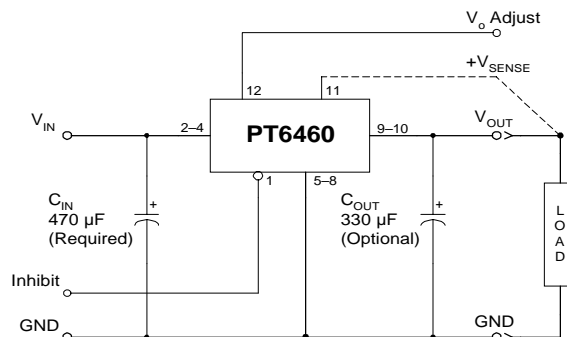 Vo Adjust
+VSENSE
12
11
VIN
2–4
PT6460
9–10
VOUT
1
5–8
CIN
470 µF
(Required)
+
COUT
330 µF
(Optional)
+
LOAD
Inhibit
GND
GND